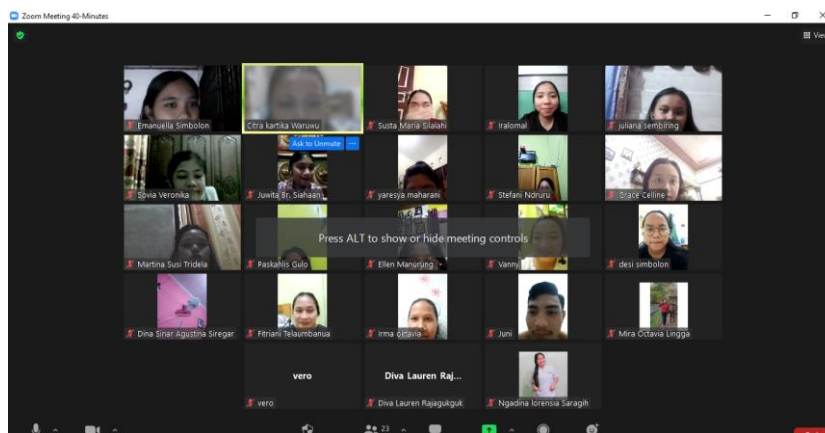 Zoom Meeting 40-Minutes
View
Emanuella Simbolon
Citra kartika Waruwu
Susta Maria Silalahi
Iralomal
juliana sembiring
Ask to Unmute
Sovia Veronika
Juwita Br. Siahaan
yaresya maharani
Stefani Ndruru
Grace Celline
Press ALT to show or hide meeting controls
Martina Susi Tridela
Paskahlis Gulo
Ellen Manurung
Vanny
desi simbolon
Dina Sinar Agustina Siregar
Fitriani Telaumbanua
Irma octavia
Juni
Mira Octavia Lingga
vero
Diva Lauren Raj...
vero
Diva Lauren Rajagukguk
Ngadina lorensia Saragih
23